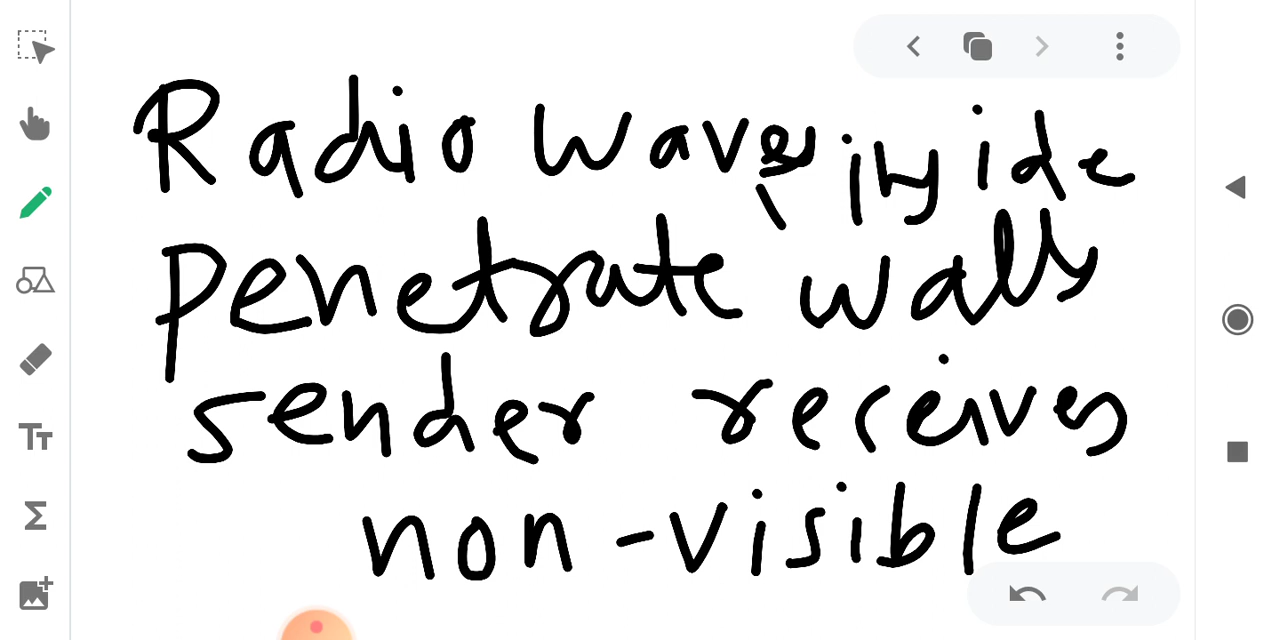 Radio waves, inside
penetrate walls
sender receives
non-visible